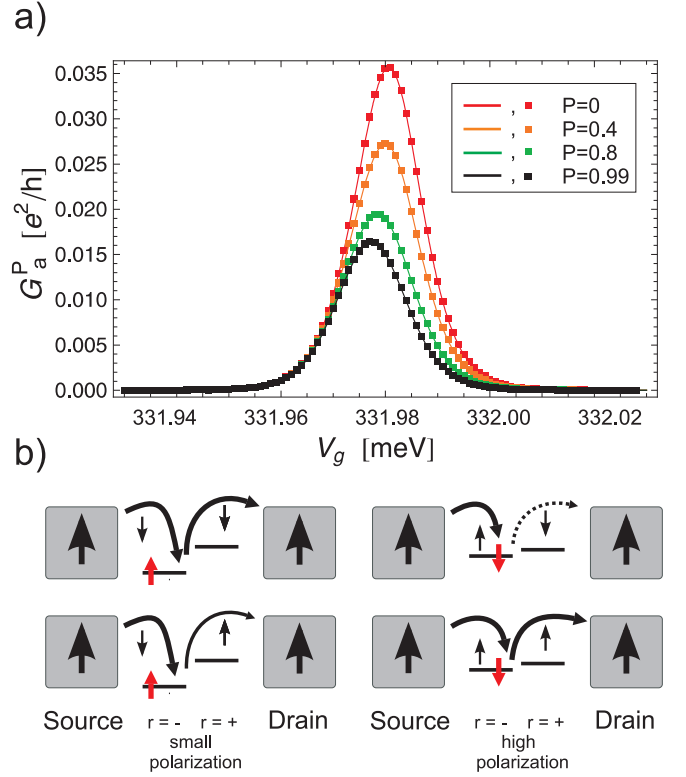 a)
G_a^P [e^2/h]
0.035
0.030
0.025
0.020
0.015
0.010
0.005
0.000
, P=0
, P=0.4
, P=0.8
, P=0.99
331.94 331.96 331.98 332.00 332.02
V_g [meV]
b)
Source r = - r = + Drain r = - r = + Drain
small polarization high polarization